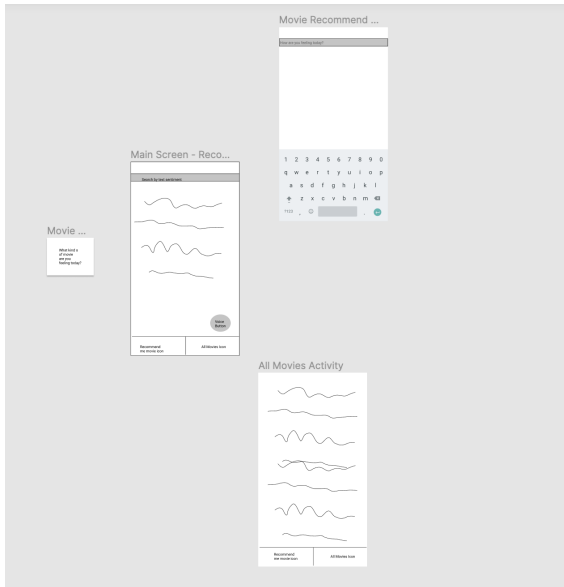 Movie Recommend ...
How are you feeling today?
1 2 3 4 5 6 7 8 9 0
q w e r t y u i o p
a s d f g h j k l
z x c v b n m
?123 , .
Main Screen - Reco...
Search by text sentiment
Voice
Button
Recommend
me movie icon
All Movies Icon
Movie ...
What kind o
of movie
are you
feeling today?
All Movies Activity
Recommend
me movie icon
All Movies Icon